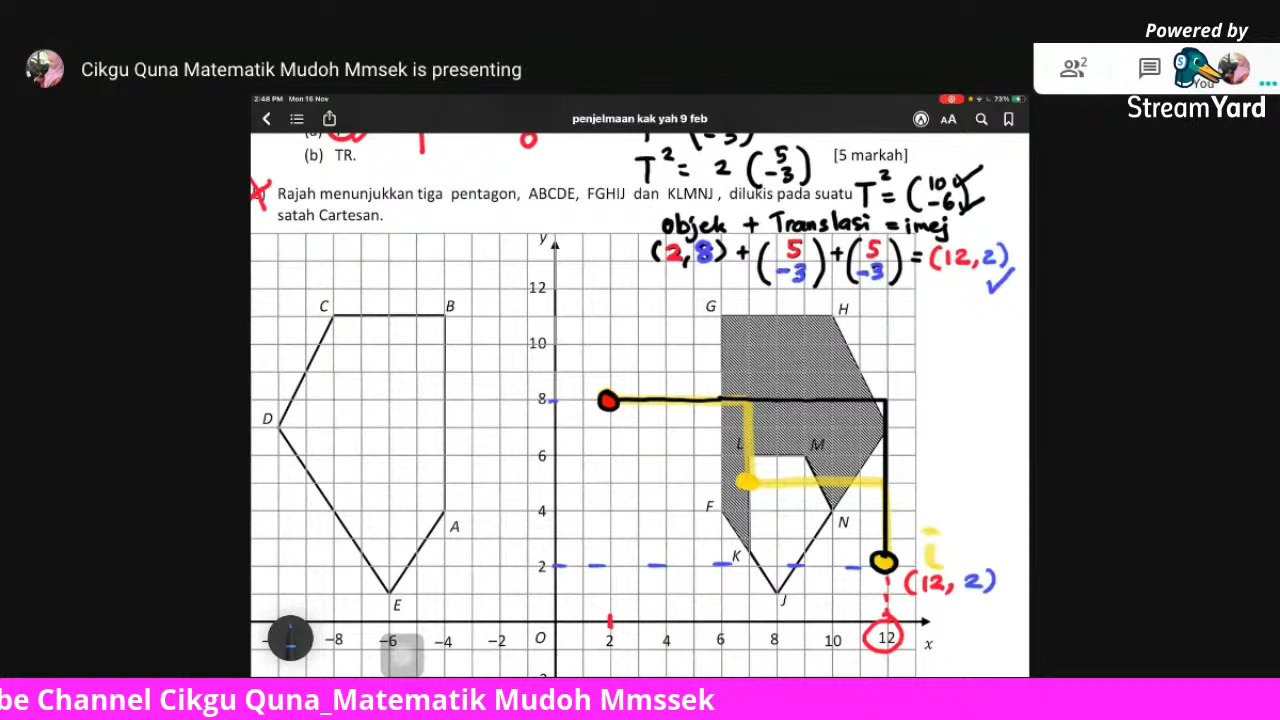 Powered by
Cikgu Quna Matematik Mudoh Mmsek is presenting
2
You
StreamYard
2:48 PM Mon 16 Nov
73%
penjelmaan kak yah 9 feb
AA
(b) TR.
[5 markah]
T² = 2 (5 -3)
T² = (10 -6)
Rajah menunjukkan tiga pentagon, ABCDE, FGHIJ dan KLMNJ , dilukis pada suatu
satah Cartesan.
Objek + Translasi = imej
(2,8) + (5 -3) + (5 -3) = (12,2)
y
12
C B G H
10
8
D
L M
6
4
F N
A
K
2
(12, 2)
E J
-8 -6 -4 O 2 4 6 8 10 12 x
be Channel Cikgu Quna_Matematik Mudoh Mmssek